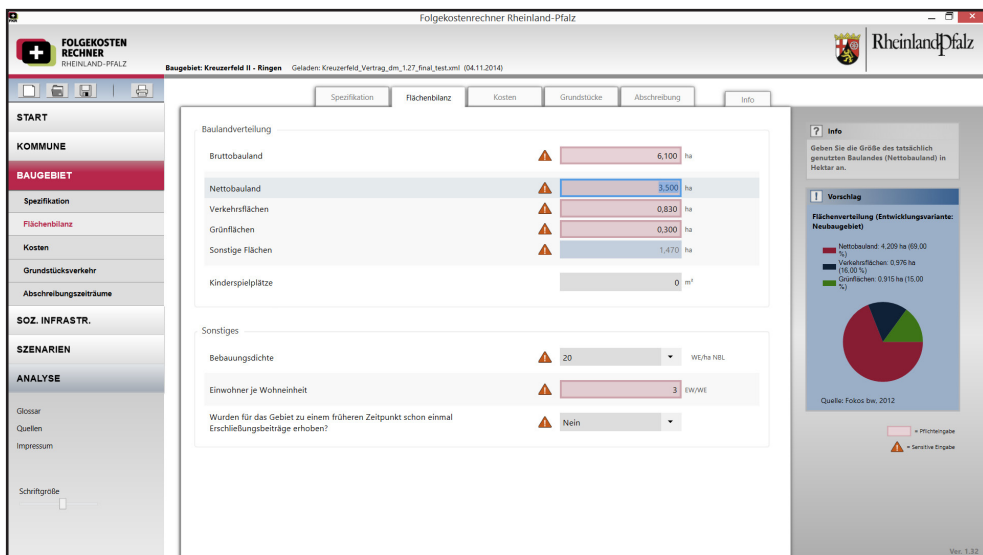 Folgekostenrechner Rheinland-Pfalz
FOLGEKOSTEN
RECHNER
RHEINLAND-PFALZ
Baugebiet: Kreuzerfeld II - Ringen Geladen: Kreuzerfeld_Vertrag_dm_1.27_final_test.xml (04.11.2014)
RheinlandPfalz
START
KOMMUNE
BAUGEBIET
Spezifikation
Flächenbilanz
Kosten
Grundstücksverkehr
Abschreibungszeiträume
SOZ. INFRASTR.
SZENARIEN
ANALYSE
Glossar
Quellen
Impressum
Schriftgröße
Spezifikation Flächenbilanz Kosten Grundstücke Abschreibung Info
Baulandverteilung
Bruttobauland 6,100 ha
Nettobauland 3,500 ha
Verkehrsflächen 0,830 ha
Grünflächen 0,300 ha
Sonstige Flächen 1,470 ha
Kinderspielplätze 0 m²
Sonstiges
Bebauungsdichte 20 WE/ha NBL
Einwohner je Wohneinheit 3 EW/WE
Wurden für das Gebiet zu einem früheren Zeitpunkt schon einmal
Erschließungsbeiträge erhoben? Nein
? Info
Geben Sie die Größe des tatsächlich
genutzten Baulandes (Nettobauland) in
Hektar an.
! Vorschlag
Flächenverteilung (Entwicklungsvariante:
Neubaugebiet)
Nettobauland: 4.209 ha (69,00
%)
Verkehrsflächen: 0,976 ha
(16,00 %)
Grünflächen: 0,915 ha (15,00
%)
Quelle: Fokos bw, 2012
= Pflichteingabe
= Sensitive Eingabe
Ver. 1.32